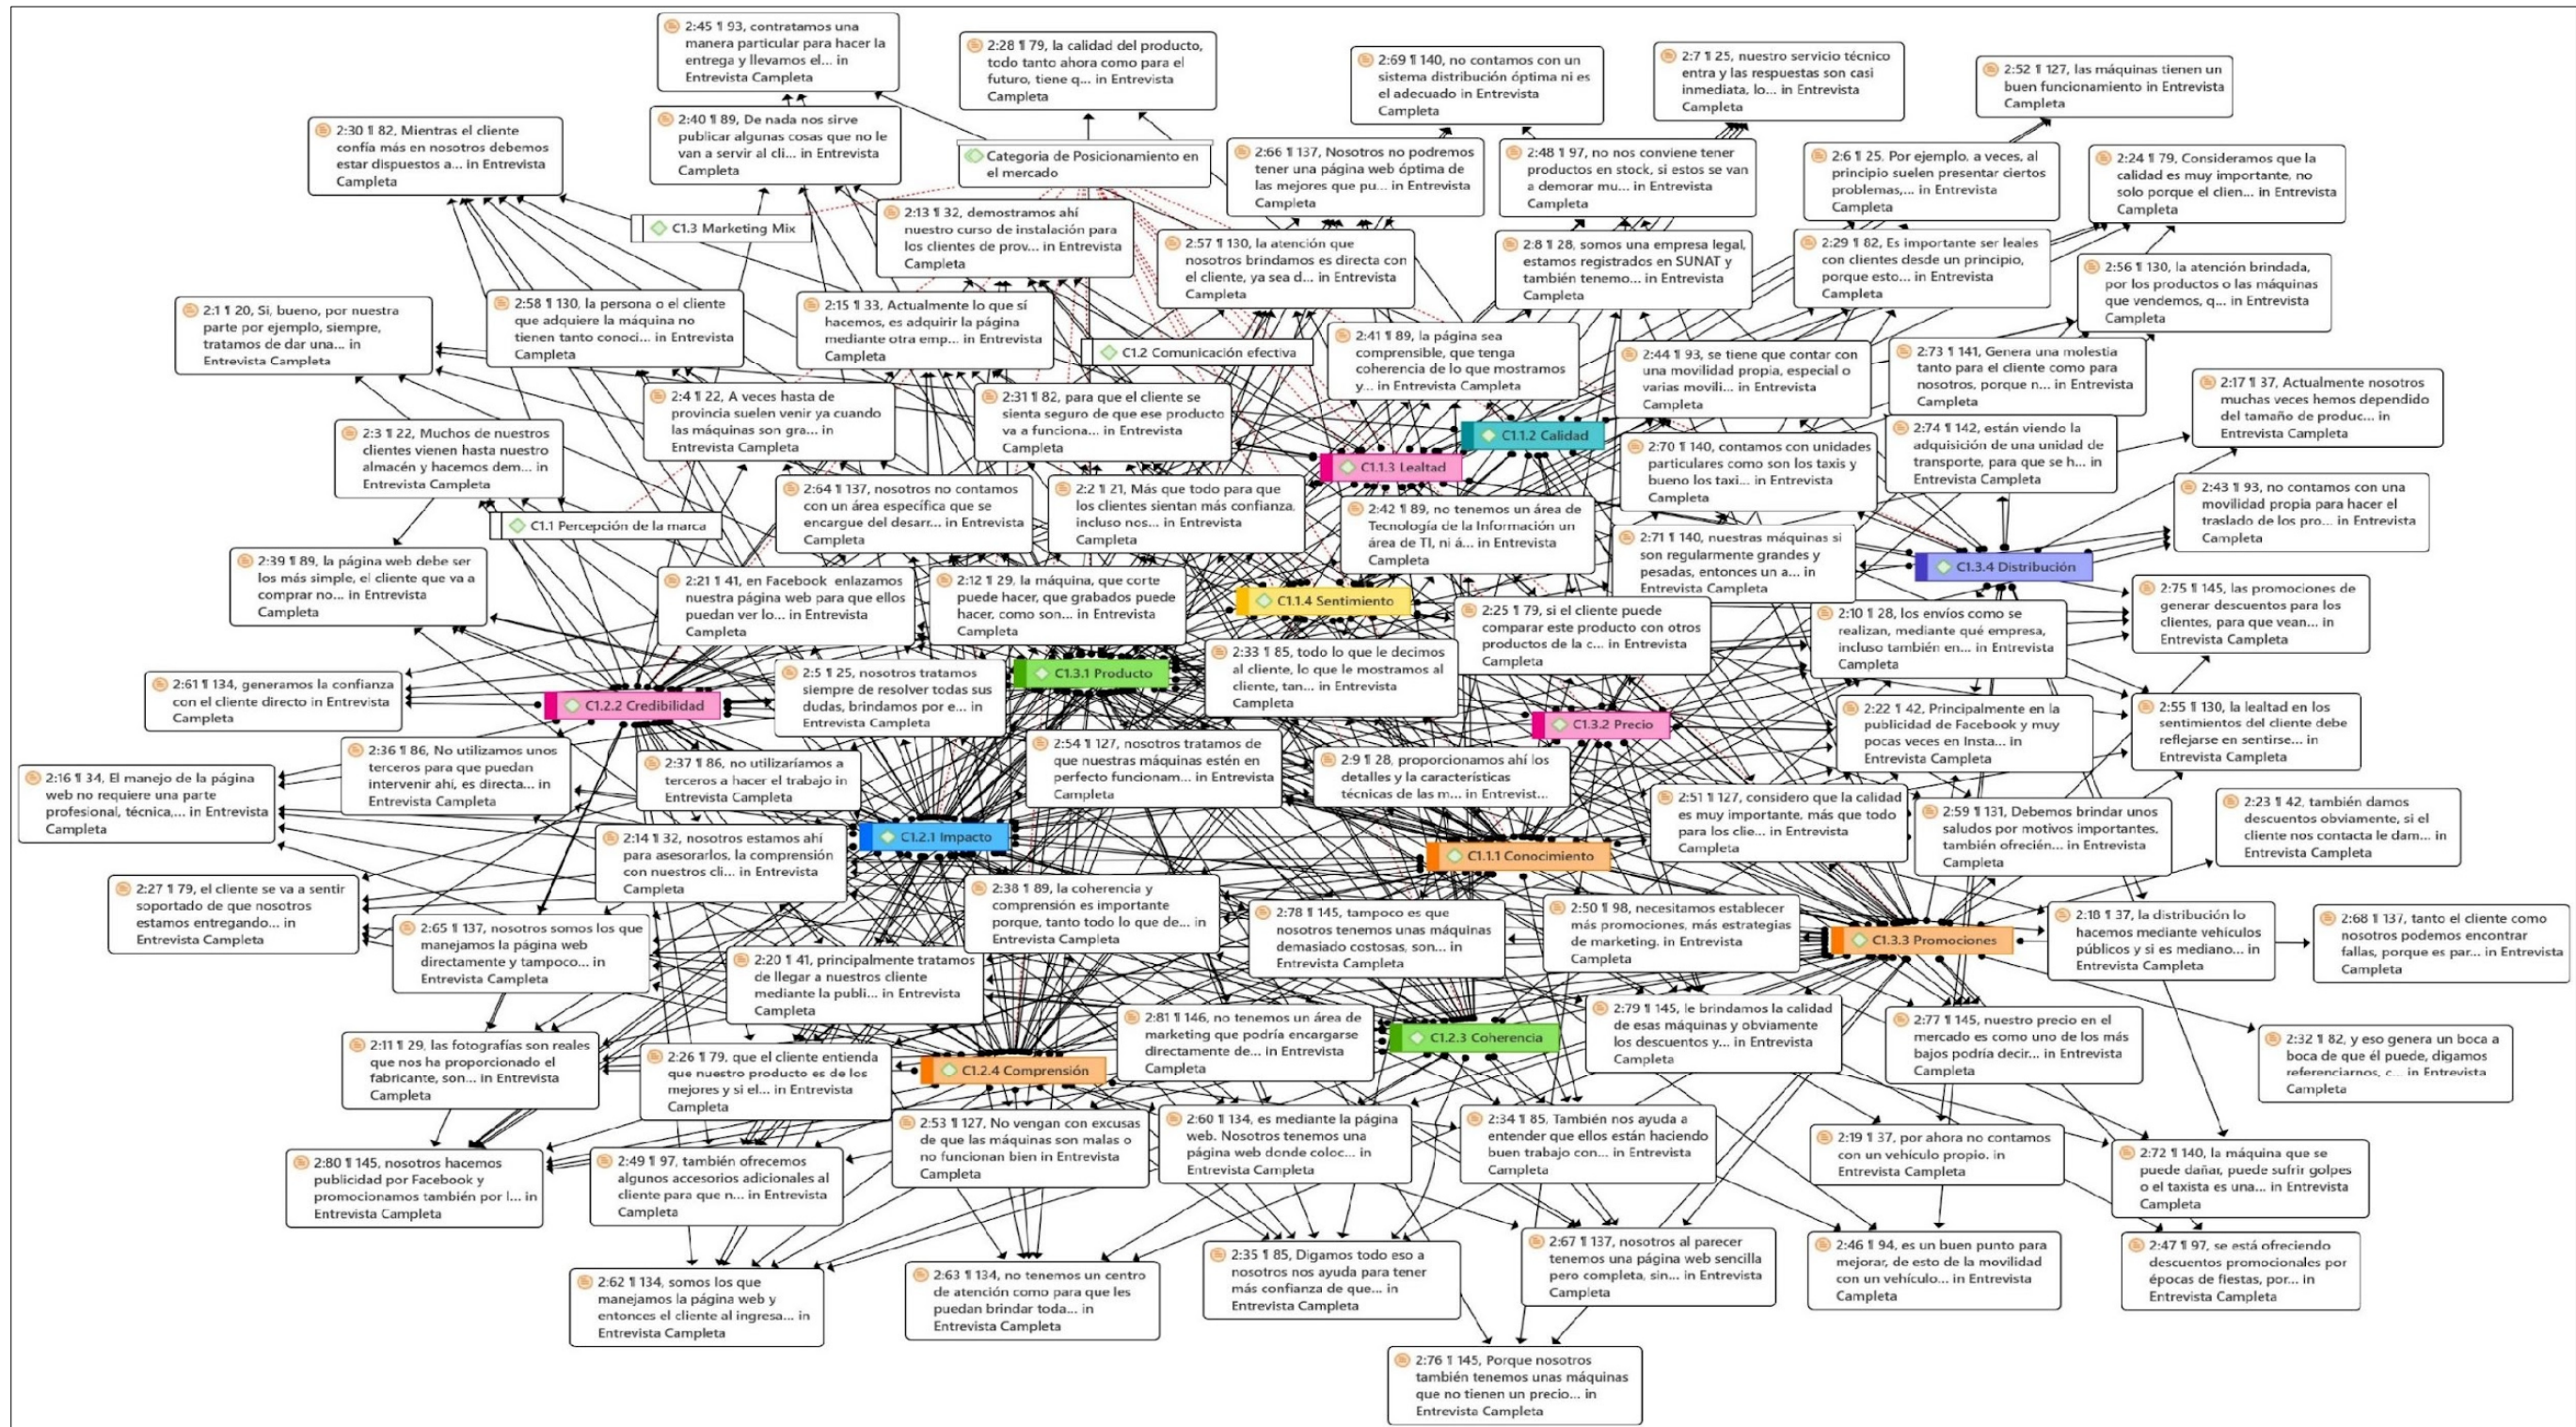 2:45 ¶ 93, contratamos una
manera particular para hacer la
entrega y llevamos el... in
Entrevista Campleta
2:28 ¶ 79, la calidad del producto,
todo tanto ahora como para el
futuro, tiene q... in Entrevista
Campleta
2:69 ¶ 140, no contamos con un
sistema distribución óptima ni es
el adecuado in Entrevista
Campleta
2:7 ¶ 25, nuestro servicio técnico
entra y las respuestas son casi
inmediata, lo... in Entrevista
Campleta
2:52 ¶ 127, las máquinas tienen un
buen funcionamiento in Entrevista
Campleta
2:30 ¶ 82, Mientras el cliente
confía más en nosotros debemos
estar dispuestos a... in Entrevista
Campleta
2:40 ¶ 89, De nada nos sirve
publicar algunas cosas que no le
van a servir al cli... in Entrevista
Campleta
Categoria de Posicionamiento en
el mercado
2:66 ¶ 137, Nosotros no podremos
tener una página web óptima de
las mejores que pu... in Entrevista
Campleta
2:48 ¶ 97, no nos conviene tener
productos en stock, si estos se van
a demorar mu... in Entrevista
Campleta
2:6 ¶ 25, Por ejemplo, a veces, al
principio suelen presentar ciertos
problemas,... in Entrevista
Campleta
2:24 ¶ 79, Consideramos que la
calidad es muy importante, no
solo porque el clien... in Entrevista
Campleta
C1.3 Marketing Mix
2:13 ¶ 32, demostramos ahí
nuestro curso de instalación para
los clientes de prov... in Entrevista
Campleta
2:57 ¶ 130, la atención que
nosotros brindamos es directa con
el cliente, ya sea d... in Entrevista
Campleta
2:8 ¶ 28, somos una empresa legal,
estamos registrados en SUNAT y
también tenemo... in Entrevista
Campleta
2:29 ¶ 82, Es importante ser leales
con clientes desde un principio,
porque esto... in Entrevista
Campleta
2:56 ¶ 130, la atención brindada,
por los productos o las máquinas
que vendemos, q... in Entrevista
Campleta
2:1 ¶ 20, Si, bueno, por nuestra
parte por ejemplo, siempre,
tratamos de dar una... in
Entrevista Campleta
2:58 ¶ 130, la persona o el cliente
que adquiere la máquina no
tienen tanto conoci... in Entrevista
Campleta
2:15 ¶ 33, Actualmente lo que sí
hacemos, es adquirir la página
mediante otra emp... in Entrevista
Campleta
C1.2 Comunicación efectiva
2:41 ¶ 89, la página sea
comprensible, que tenga
coherencia de lo que mostramos
y... in Entrevista Campleta
2:44 ¶ 93, se tiene que contar con
una movilidad propia, especial o
varias movili... in Entrevista
Campleta
2:73 ¶ 141, Genera una molestia
tanto para el cliente como para
nosotros, porque n... in Entrevista
Campleta
2:17 ¶ 37, Actualmente nosotros
muchas veces hemos dependido
del tamaño de produc... in
Entrevista Campleta
2:3 ¶ 22, Muchos de nuestros
clientes vienen hasta nuestro
almacén y hacemos dem... in
Entrevista Campleta
2:4 ¶ 22, A veces hasta de
provincia suelen venir ya cuando
las máquinas son gra... in
Entrevista Campleta
2:31 ¶ 82, para que el cliente se
sienta seguro de que ese producto
va a funciona... in Entrevista
Campleta
C1.1.2 Calidad
C1.1.3 Lealtad
2:70 ¶ 140, contamos con unidades
particulares como son los taxis y
bueno los taxi... in Entrevista
Campleta
2:74 ¶ 142, están viendo la
adquisición de una unidad de
transporte, para que se h... in
Entrevista Campleta
2:43 ¶ 93, no contamos con una
movilidad propia para hacer el
traslado de los pro... in Entrevista
Campleta
C1.1 Percepción de la marca
2:64 ¶ 137, nosotros no contamos
con un área específica que se
encargue del desarr... in Entrevista
Campleta
2:2 ¶ 21, Más que todo para que
los clientes sientan más confianza,
incluso nos... in Entrevista
Campleta
2:42 ¶ 89, no tenemos un área de
Tecnología de la Información un
área de TI, ni á... in Entrevista
Campleta
2:71 ¶ 140, nuestras máquinas si
son regularmente grandes y
pesadas, entonces un a... in
Entrevista Campleta
C1.3.4 Distribución
2:39 ¶ 89, la página web debe ser
los más simple, el cliente que va a
comprar no... in Entrevista
Campleta
2:21 ¶ 41, en Facebook enlazamos
nuestra página web para que ellos
puedan ver lo... in Entrevista
Campleta
2:12 ¶ 29, la máquina, que corte
puede hacer, que grabados puede
hacer, como son... in Entrevista
Campleta
C1.1.4 Sentimiento
2:25 ¶ 79, si el cliente puede
comparar este producto con otros
productos de la c... in Entrevista
Campleta
2:10 ¶ 28, los envíos como se
realizan, mediante qué empresa,
incluso también en... in Entrevista
Campleta
2:75 ¶ 145, las promociones de
generar descuentos para los
clientes, para que vean... in
Entrevista Campleta
2:61 ¶ 134, generamos la confianza
con el cliente directo in Entrevista
Campleta
C1.2.2 Credibilidad
2:5 ¶ 25, nosotros tratamos
siempre de resolver todas sus
dudas, brindamos por e... in
Entrevista Campleta
C1.3.1 Producto
2:33 ¶ 85, todo lo que le decimos
al cliente, lo que le mostramos al
cliente, tan... in Entrevista
Campleta
C1.3.2 Precio
2:22 ¶ 42, Principalmente en la
publicidad de Facebook y muy
pocas veces en Insta... in
Entrevista Campleta
2:55 ¶ 130, la lealtad en los
sentimientos del cliente debe
reflejarse en sentirse... in
Entrevista Campleta
2:16 ¶ 34, El manejo de la página
web no requiere una parte
profesional, técnica,... in Entrevista
Campleta
2:36 ¶ 86, No utilizamos unos
terceros para que puedan
intervenir ahí, es directa... in
Entrevista Campleta
2:37 ¶ 86, no utilizaríamos a
terceros a hacer el trabajo in
Entrevista Campleta
2:54 ¶ 127, nosotros tratamos de
que nuestras máquinas estén en
perfecto funcionam... in Entrevista
Campleta
2:9 ¶ 28, proporcionamos ahí los
detalles y la características
técnicas de las m... in Entrevist...
2:51 ¶ 127, considero que la calidad
es muy importante, más que todo
para los clie... in Entrevista
Campleta
2:59 ¶ 131, Debemos brindar unos
saludos por motivos importantes,
también ofrecién... in Entrevista
Campleta
2:23 ¶ 42, también damos
descuentos obviamente, si el
cliente nos contacta le dam... in
Entrevista Campleta
C1.2.1 Impacto
C1.1.1 Conocimiento
2:14 ¶ 32, nosotros estamos ahí
para asesorarlos, la comprensión
con nuestros cli... in Entrevista
Campleta
2:27 ¶ 79, el cliente se va a sentir
soportado de que nosotros
estamos entregando... in
Entrevista Campleta
2:65 ¶ 137, nosotros somos los que
manejamos la página web
directamente y tampoco... in
Entrevista Campleta
2:38 ¶ 89, la coherencia y
comprensión es importante
porque, tanto todo lo que de... in
Entrevista Campleta
2:78 ¶ 145, tampoco es que
nosotros tenemos unas máquinas
demasiado costosas, son... in
Entrevista Campleta
2:50 ¶ 98, necesitamos establecer
más promociones, más estrategias
de marketing. in Entrevista
Campleta
C1.3.3 Promociones
2:18 ¶ 37, la distribución lo
hacemos mediante vehículos
públicos y si es mediano... in
Entrevista Campleta
2:68 ¶ 137, tanto el cliente como
nosotros podemos encontrar
fallas, porque es par... in Entrevista
Campleta
2:20 ¶ 41, principalmente tratamos
de llegar a nuestros cliente
mediante la publi... in Entrevista
Campleta
2:11 ¶ 29, las fotografías son reales
que nos ha proporcionado el
fabricante, son... in Entrevista
Campleta
2:26 ¶ 79, que el cliente entienda
que nuestro producto es de los
mejores y si el... in Entrevista
Campleta
C1.2.4 Comprensión
2:81 ¶ 146, no tenemos un área de
marketing que podría encargarse
directamente de... in Entrevista
Campleta
C1.2.3 Coherencia
2:79 ¶ 145, le brindamos la calidad
de esas máquinas y obviamente
los descuentos y... in Entrevista
Campleta
2:77 ¶ 145, nuestro precio en el
mercado es como uno de los más
bajos podría decir... in Entrevista
Campleta
2:32 ¶ 82, y eso genera un boca a
boca de que él puede, digamos
referenciarnos, c... in Entrevista
Campleta
2:80 ¶ 145, nosotros hacemos
publicidad por Facebook y
promocionamos también por I... in
Entrevista Campleta
2:49 ¶ 97, también ofrecemos
algunos accesorios adicionales al
cliente para que n... in Entrevista
Campleta
2:53 ¶ 127, No vengan con excusas
de que las máquinas son malas o
no funcionan bien in Entrevista
Campleta
2:60 ¶ 134, es mediante la página
web. Nosotros tenemos una
página web donde coloc... in
Entrevista Campleta
2:34 ¶ 85, También nos ayuda a
entender que ellos están haciendo
buen trabajo con... in Entrevista
Campleta
2:19 ¶ 37, por ahora no contamos
con un vehículo propio. in
Entrevista Campleta
2:72 ¶ 140, la máquina que se
puede dañar, puede sufrir golpes
o el taxista es una... in Entrevista
Campleta
2:62 ¶ 134, somos los que
manejamos la página web y
entonces el cliente al ingresa... in
Entrevista Campleta
2:63 ¶ 134, no tenemos un centro
de atención como para que les
puedan brindar toda... in
Entrevista Campleta
2:35 ¶ 85, Digamos todo eso a
nosotros nos ayuda para tener
más confianza de que... in
Entrevista Campleta
2:67 ¶ 137, nosotros al parecer
tenemos una página web sencilla
pero completa, sin... in Entrevista
Campleta
2:46 ¶ 94, es un buen punto para
mejorar, de esto de la movilidad
con un vehículo... in Entrevista
Campleta
2:47 ¶ 97, se está ofreciendo
descuentos promocionales por
épocas de fiestas, por... in
Entrevista Campleta
2:76 ¶ 145, Porque nosotros
también tenemos unas máquinas
que no tienen un precio... in
Entrevista Campleta